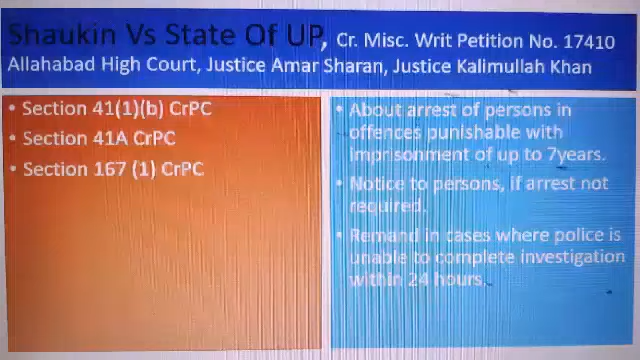 Shaukin Vs State Of UP, Cr. Misc. Writ Petition No. 17410
Allahabad High Court, Justice Amar Sharan, Justice Kalimullah Khan
• Section 41(1)(b) CrPC
• Section 41A CrPC
• Section 167 (1) CrPC
• About arrest of persons in
offences punishable with
imprisonment of up to 7years.
• Notice to persons, if arrest not
required.
• Remand in cases where police is
unable to complete investigation
within 24 hours.